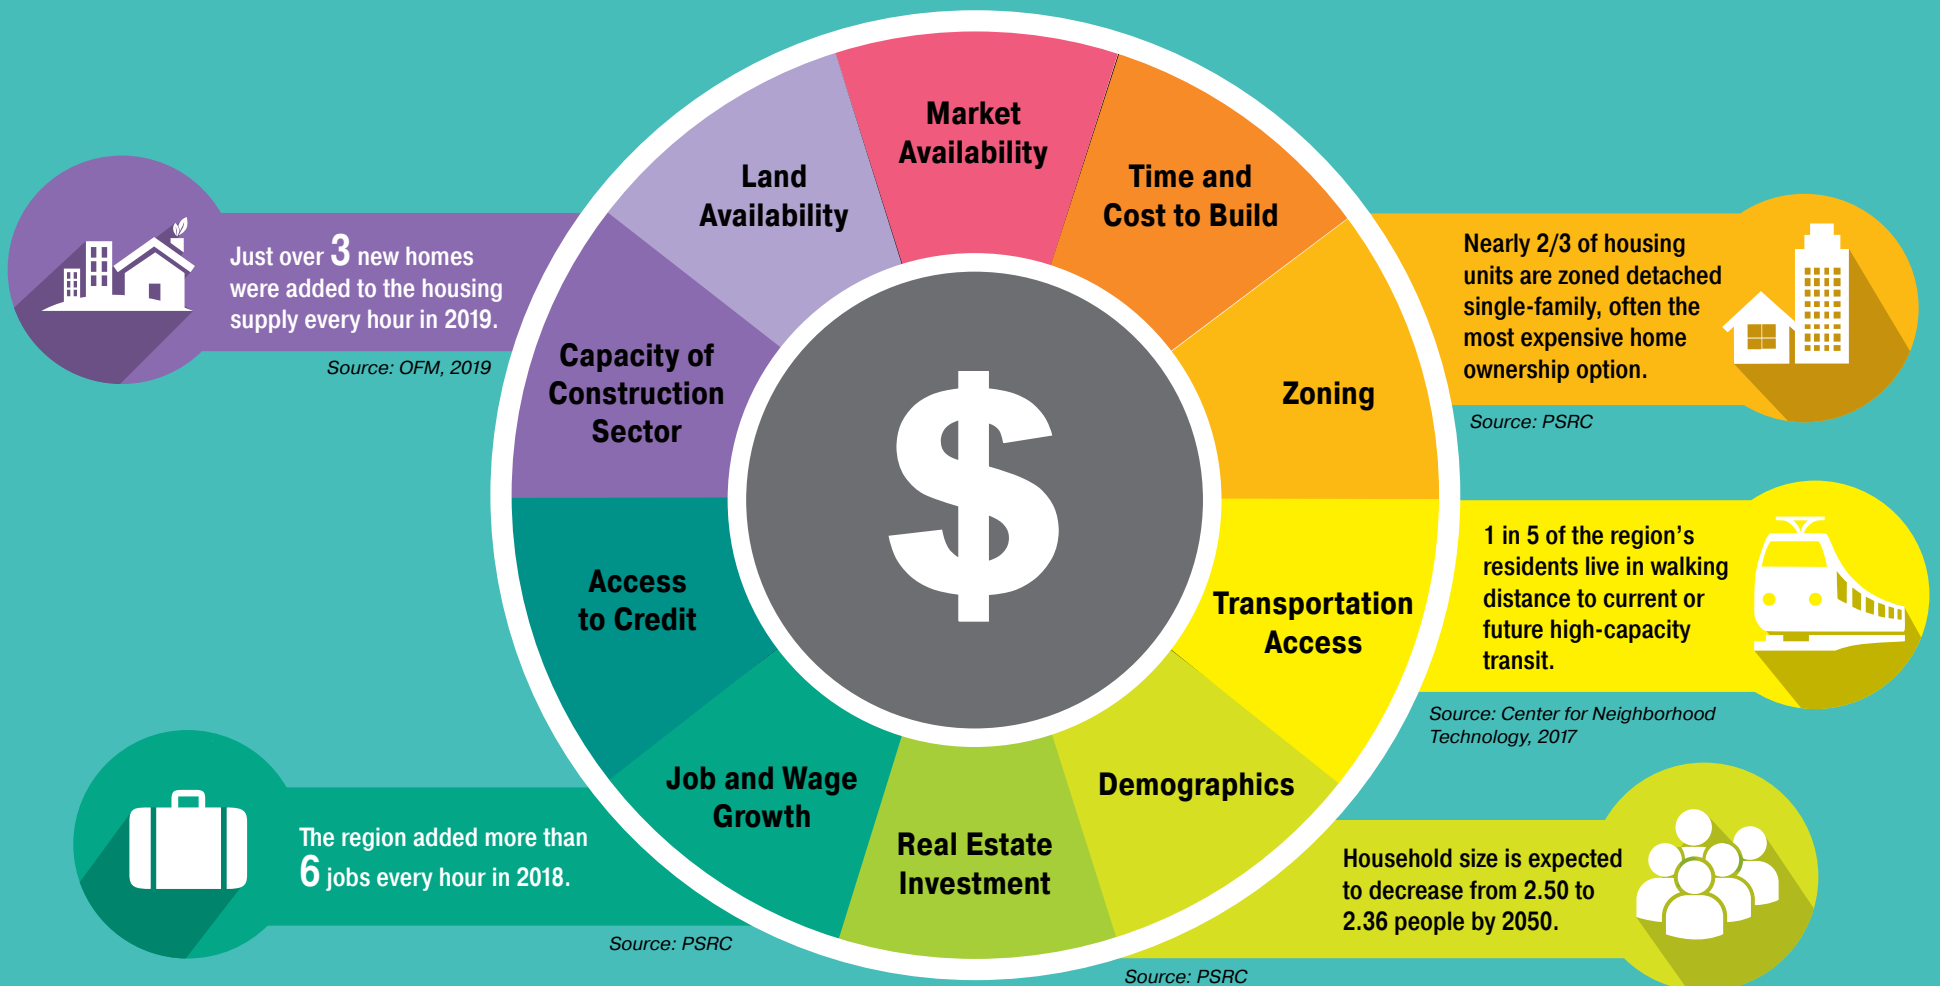 Market
Availability
Time and
Cost to Build
Zoning
Nearly 2/3 of housing
units are zoned detached
single-family, often the
most expensive home
ownership option.
Source: PSRC
Transportation
Access
1 in 5 of the region's
residents live in walking
distance to current or
future high-capacity
transit.
Source: Center for Neighborhood
Technology, 2017
Demographics
Household size is expected
to decrease from 2.50 to
2.36 people by 2050.
Source: PSRC
Real Estate
Investment
Job and Wage
Growth
The region added more than
6 jobs every hour in 2018.
Source: PSRC
Access
to Credit
Capacity of
Construction
Sector
Just over 3 new homes
were added to the housing
supply every hour in 2019.
Source: OFM, 2019
Land
Availability
$